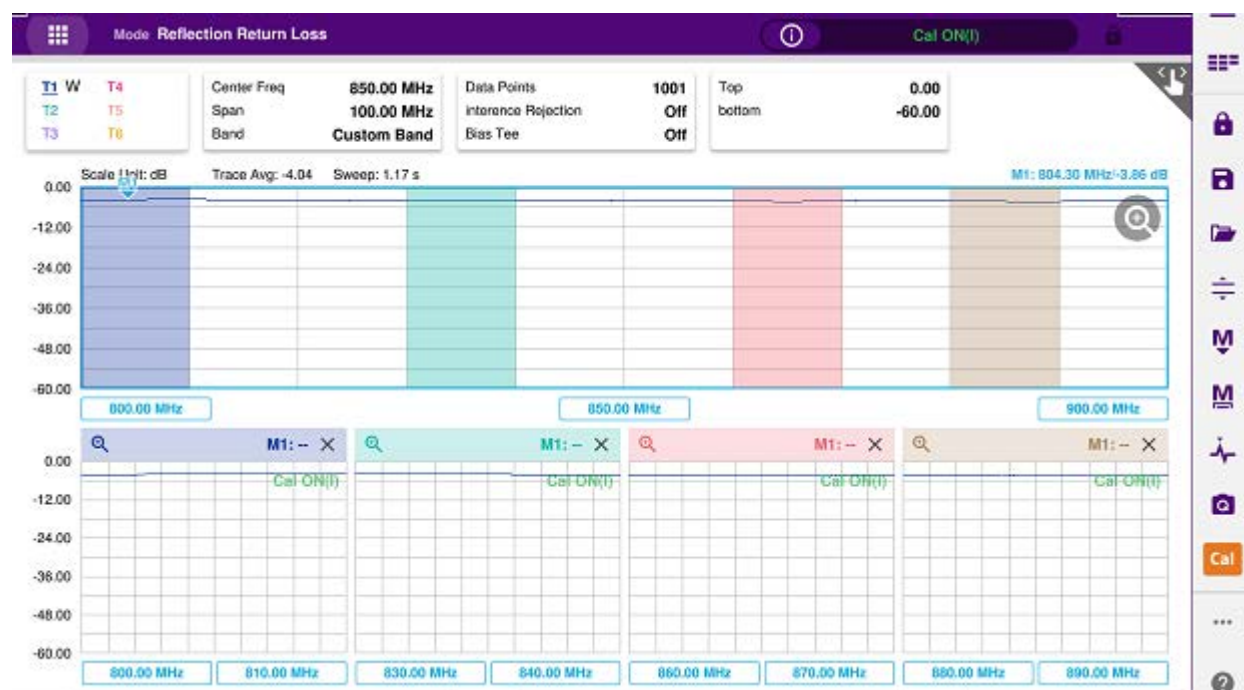 Mode Reflection Return Loss
Cal ON(I)
T1 W T4
T2 T5
T3 T6
Center Freq 850.00 MHz
Span 100.00 MHz
Band Custom Band
Data Points 1001
interence Rejection Off
Bias Tee Off
Top 0.00
bottom -60.00
Scale Unit: dB Trace Avg: -4.04 Sweep: 1.17 s M1: 804.30 MHz/-3.86 dB
0.00
-12.00
-24.00
-36.00
-48.00
-60.00
800.00 MHz 850.00 MHz 900.00 MHz
M1: -- M1: -- M1: -- M1: --
Cal ON(I) Cal ON(I) Cal ON(I) Cal ON(I)
0.00
-12.00
-24.00
-36.00
-48.00
-60.00
800.00 MHz 810.00 MHz 830.00 MHz 840.00 MHz 860.00 MHz 870.00 MHz 880.00 MHz 890.00 MHz
M
M
Cal
...
?